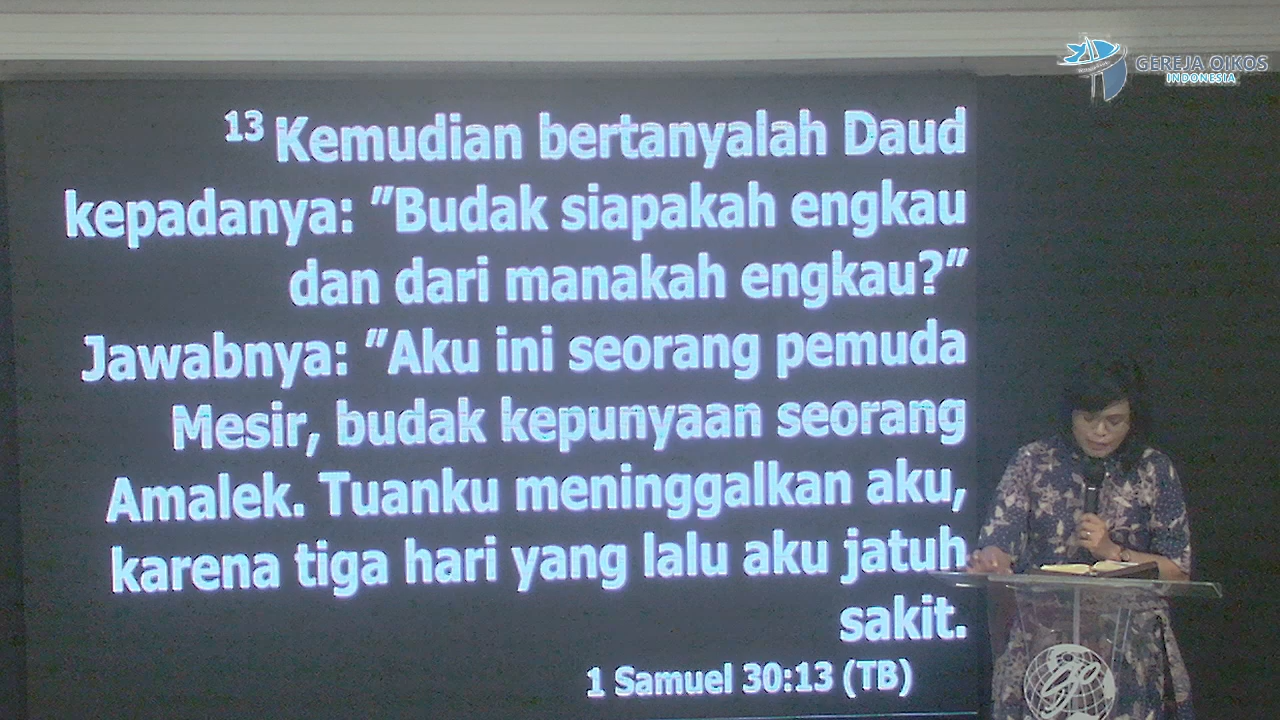 GEREJA OIKOS
INDONESIA
13 Kemudian bertanyalah Daud
kepadanya: ”Budak siapakah engkau
dan dari manakah engkau?”
Jawabnya: ”Aku ini seorang pemuda
Mesir, budak kepunyaan seorang
Amalek. Tuanku meninggalkan aku,
karena tiga hari yang lalu aku jatuh
sakit.
1 Samuel 30:13 (TB)